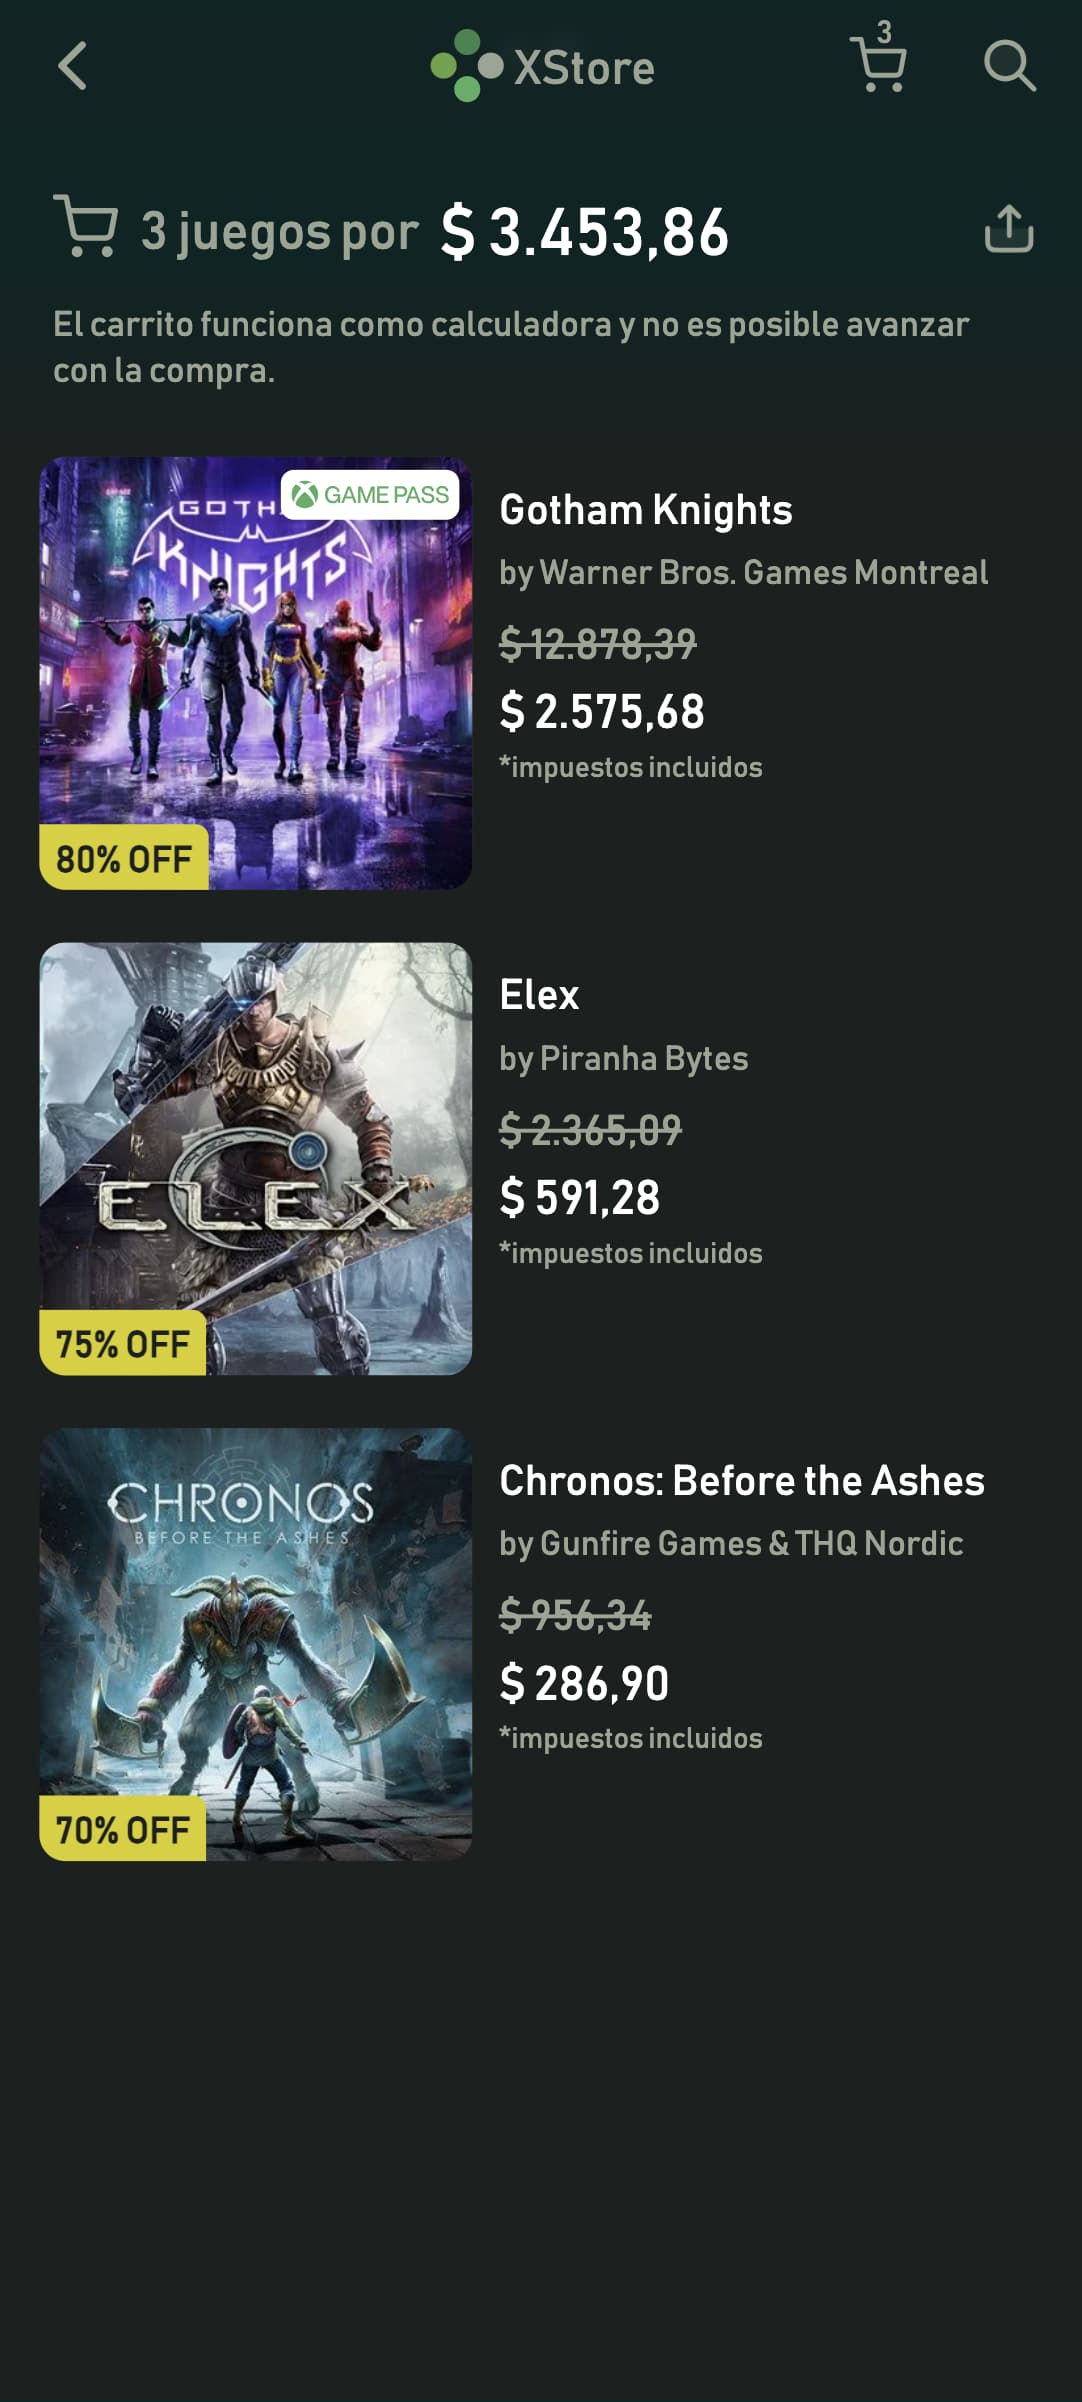 3
XStore
3 juegos por $ 3.453,86
El carrito funciona como calculadora y no es posible avanzar
con la compra.
GAME PASS
GOTH
KNIGHTS
80% OFF
Gotham Knights
by Warner Bros. Games Montreal
$ 12.878,39
$ 2.575,68
*impuestos incluidos
ELEX
75% OFF
Elex
by Piranha Bytes
$ 2.365,09
$ 591,28
*impuestos incluidos
CHRONOS
BEFORE THE ASHES
70% OFF
Chronos: Before the Ashes
by Gunfire Games & THQ Nordic
$ 956,34
$ 286,90
*impuestos incluidos